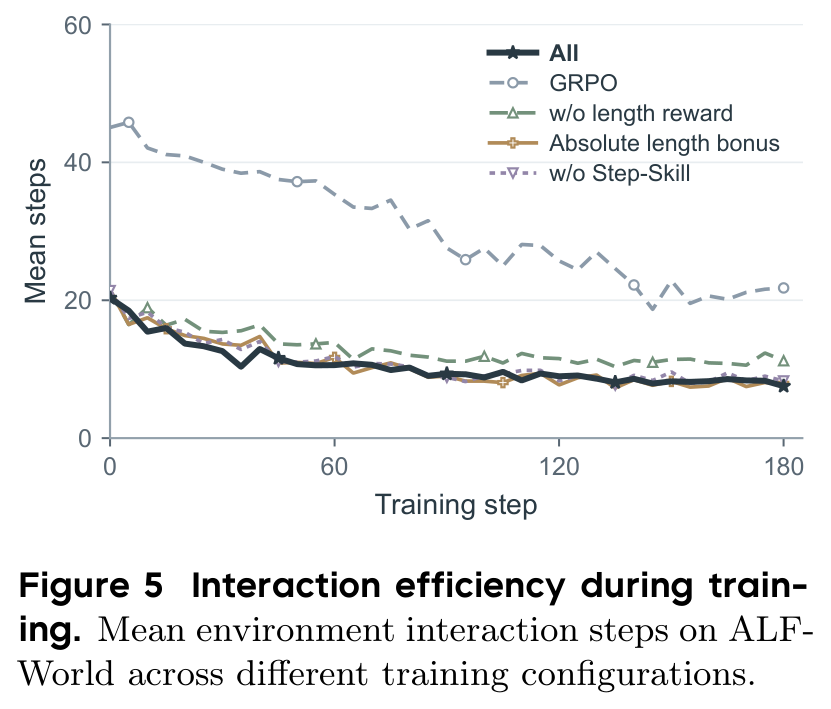 60
40
20
0
Mean steps
All
GRPO
w/o length reward
Absolute length bonus
w/o Step-Skill
0
60
120
180
Training step
Figure 5 Interaction efficiency during train-
ing. Mean environment interaction steps on ALF-
World across different training configurations.